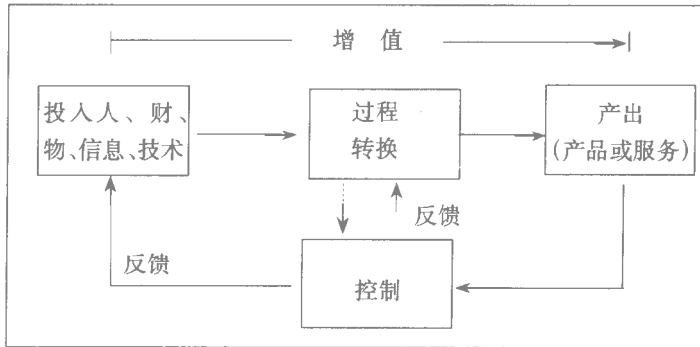 增 值
投入人、财、
物、信息、技术
过程
转换
产出
(产品或服务)
反馈
反馈
控制